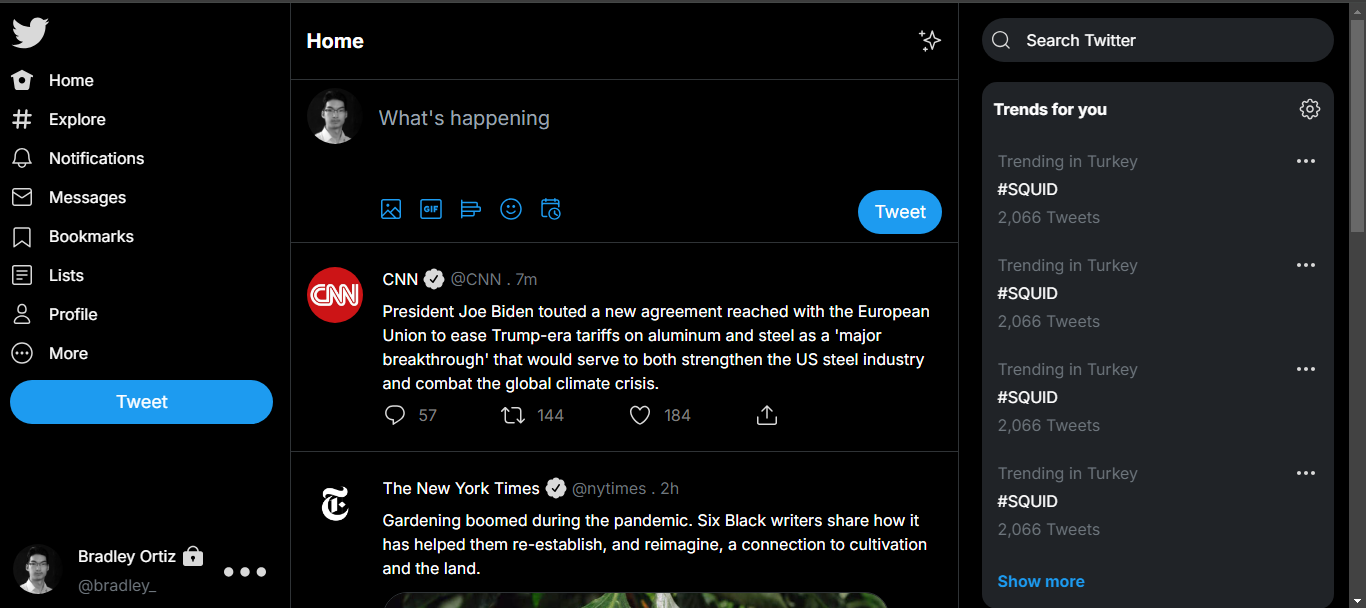 Home
Explore
Notifications
Messages
Bookmarks
Lists
Profile
More
Tweet
Bradley Ortiz
@bradley_
Home
What's happening
GIF
Tweet
CNN
CNN @CNN . 7m
President Joe Biden touted a new agreement reached with the European
Union to ease Trump-era tariffs on aluminum and steel as a 'major
breakthrough' that would serve to both strengthen the US steel industry
and combat the global climate crisis.
57 144 184
The New York Times @nytimes . 2h
Gardening boomed during the pandemic. Six Black writers share how it
has helped them re-establish, and reimagine, a connection to cultivation
and the land.
Search Twitter
Trends for you
Trending in Turkey
#SQUID
2,066 Tweets
Trending in Turkey
#SQUID
2,066 Tweets
Trending in Turkey
#SQUID
2,066 Tweets
Trending in Turkey
#SQUID
2,066 Tweets
Show more